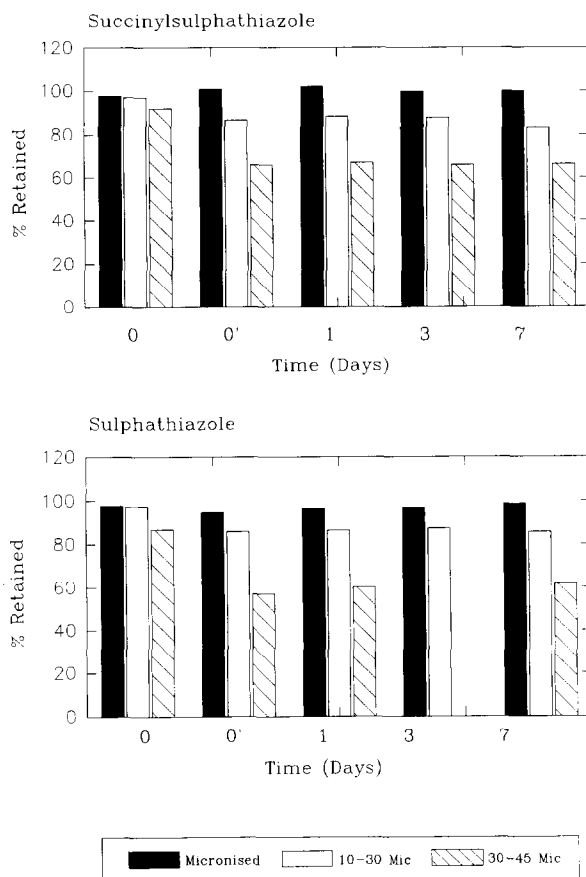 Succinylsulphathiazole
120
100
80
60
40
20
0
% Retained
0 0' 1 3 7
Time (Days)
Sulphathiazole
120
100
80
60
40
20
0
% Retained
0 0' 1 3 7
Time (Days)
Micronised 10-30 Mic 30-45 Mic